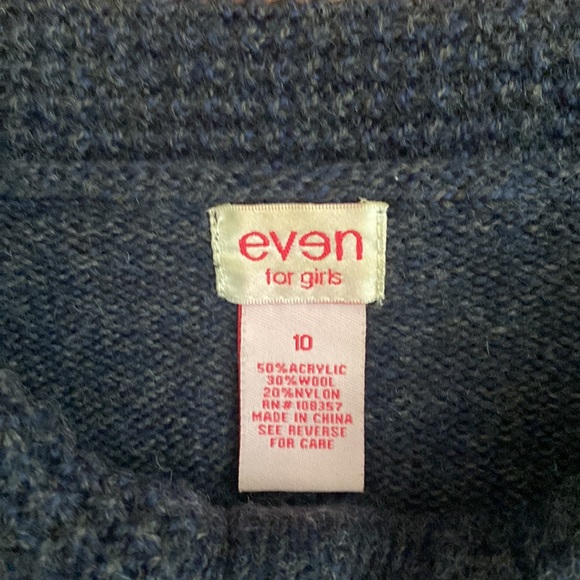 even
for girls
10
50%ACRYLIC
30%WOOL
20%NYLON
RN#108357
MADE IN CHINA
SEE REVERSE
FOR CARE